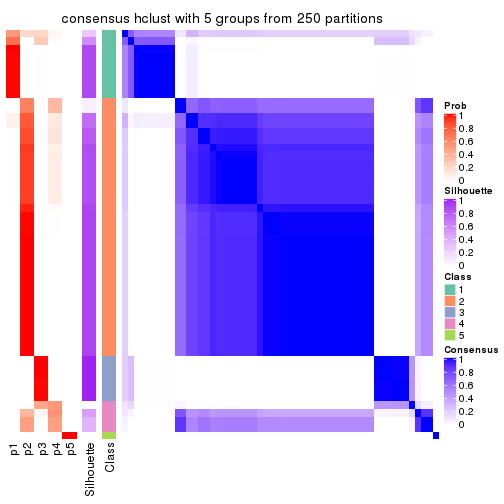 consensus hclust with 5 groups from 250 partitions
Prob
1
0.8
0.6
0.4
0.2
0
Silhouette
1
0.8
0.6
0.4
0.2
0
Class
1
2
3
4
5
Consensus
1
0.8
0.6
0.4
0.2
0
p1
p2
p3
p4
p5
Silhouette
Class